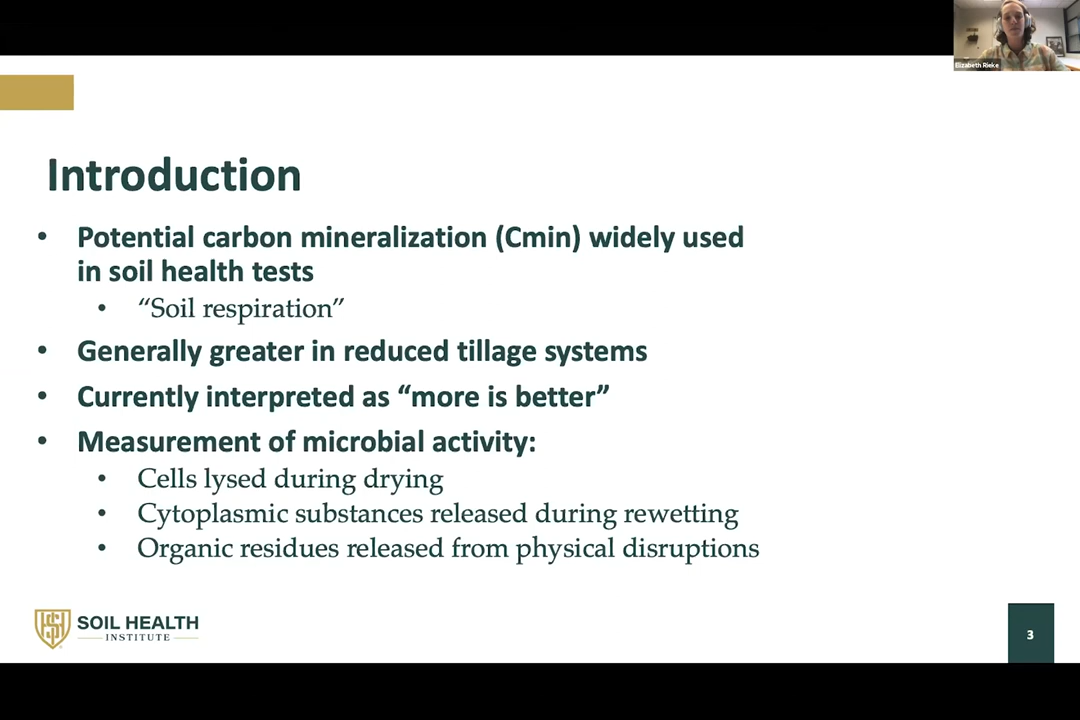 Elizabeth Rieke
Introduction
• Potential carbon mineralization (Cmin) widely used
in soil health tests
• “Soil respiration”
• Generally greater in reduced tillage systems
• Currently interpreted as “more is better”
• Measurement of microbial activity:
• Cells lysed during drying
• Cytoplasmic substances released during rewetting
• Organic residues released from physical disruptions
SOIL HEALTH
INSTITUTE
3